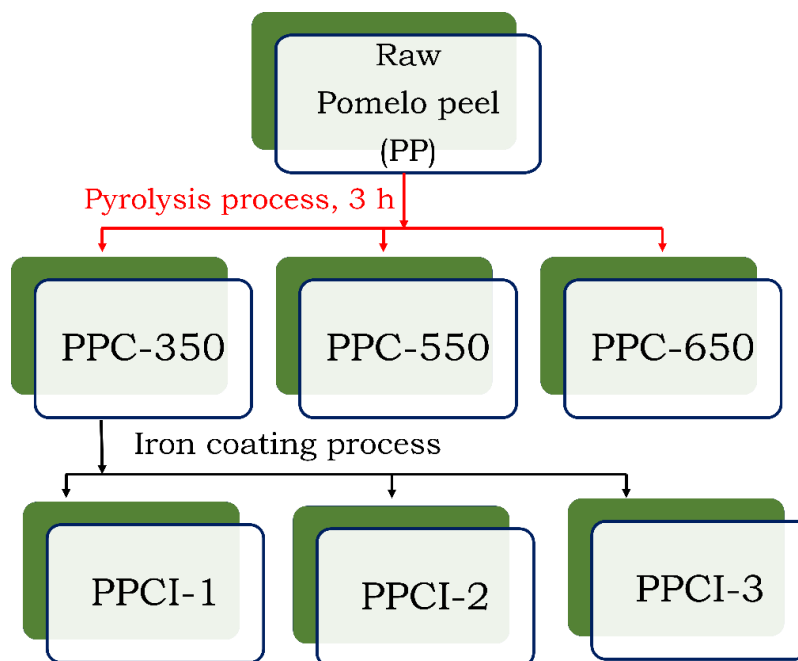 Raw
Pomelo peel
(PP)
Pyrolysis process, 3 h
PPC-350
PPC-550
PPC-650
Iron coating process
PPCI-1
PPCI-2
PPCI-3